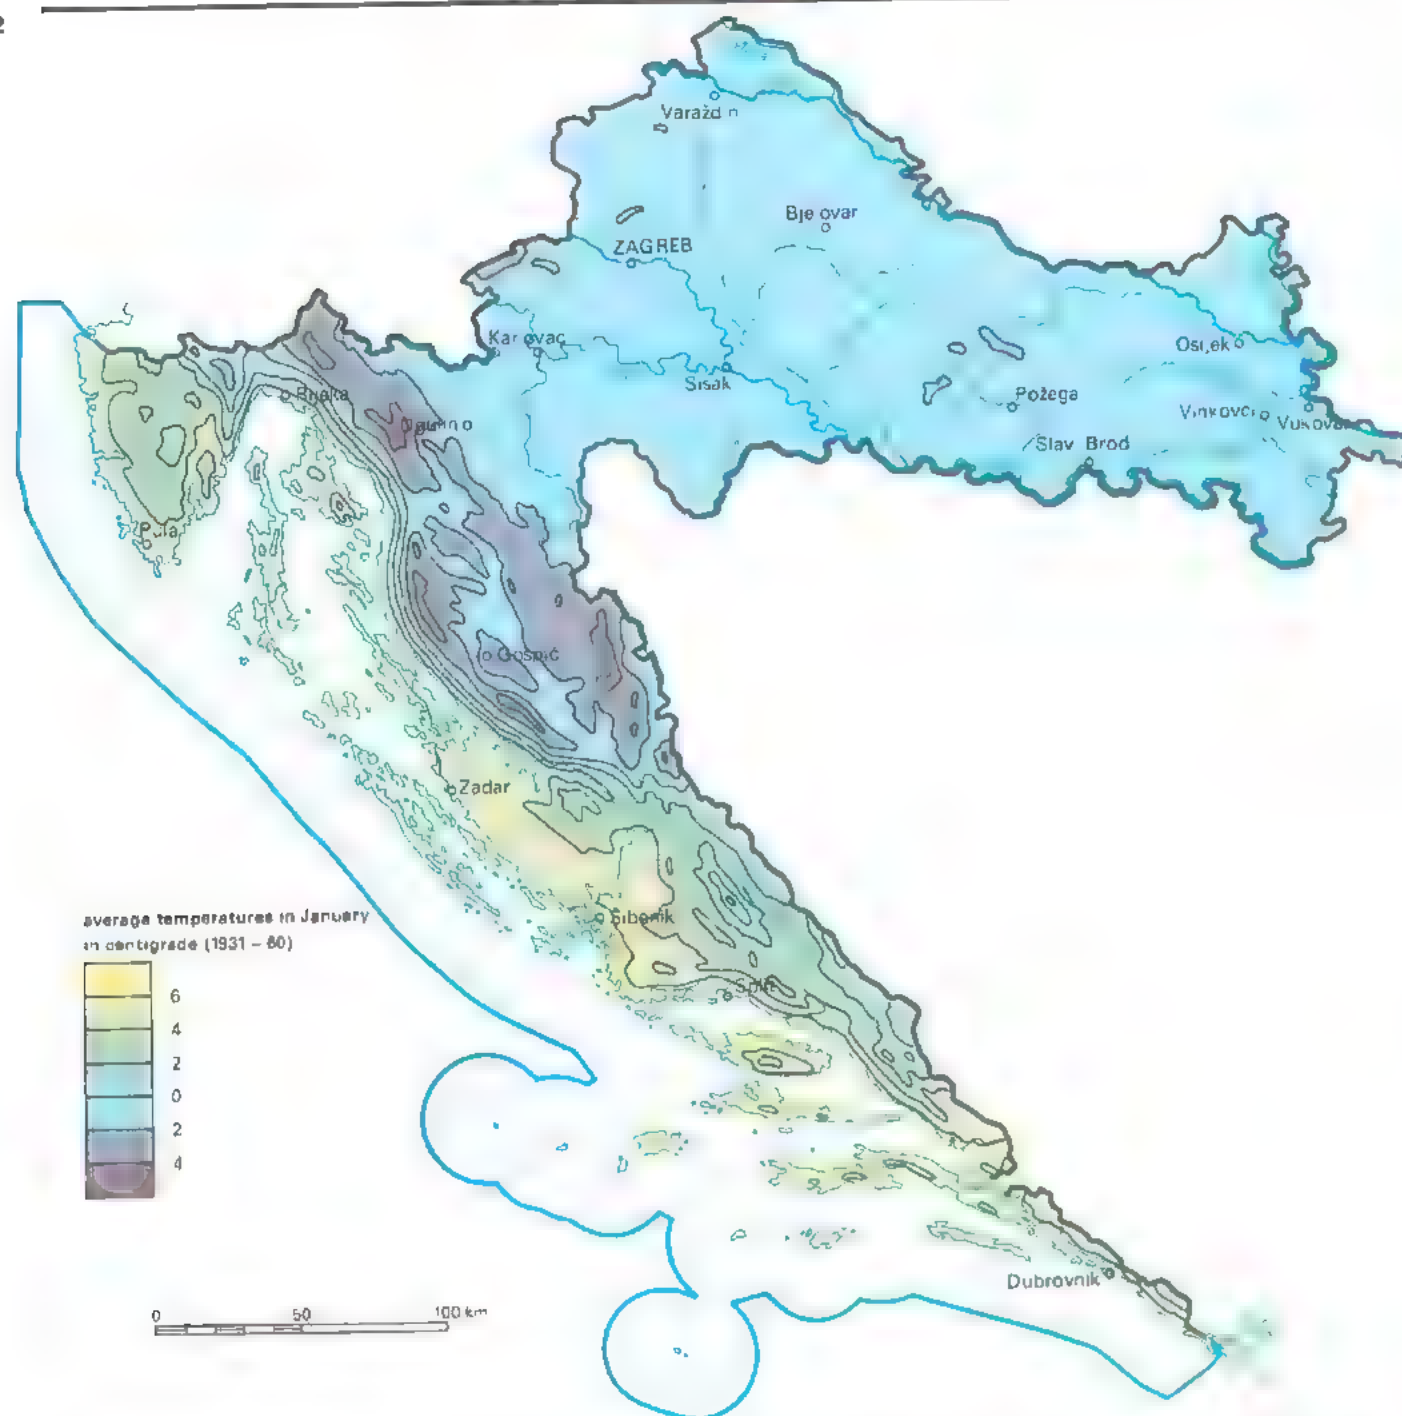 2
Varažd n
Bje ovar
ZAGREB
Kar ovac
Sisak
Osijek
Požega
Vinkovci
Vukovar
Slav Brod
Rijeka
Pula
Gospić
Zadar
Šibenik
Split
average temperatures in January
in centigrade (1931 – 60)
6
4
2
0
2
4
Dubrovnik
0 50 100 km